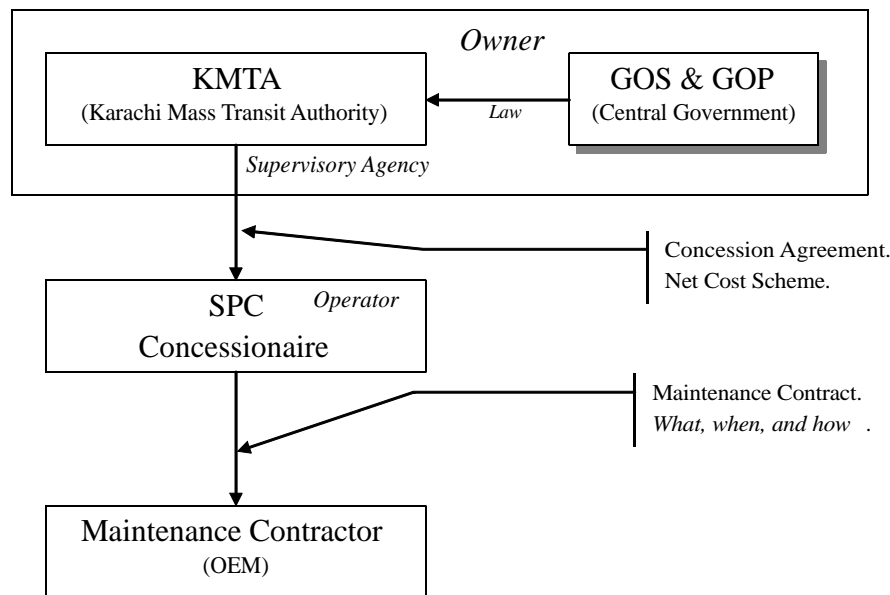 Owner
KMTA
(Karachi Mass Transit Authority)
GOS & GOP
(Central Government)
Law
Supervisory Agency
Concession Agreement.
Net Cost Scheme.
Operator
SPC
Concessionaire
Maintenance Contract.
What, when, and how .
Maintenance Contractor
(OEM)